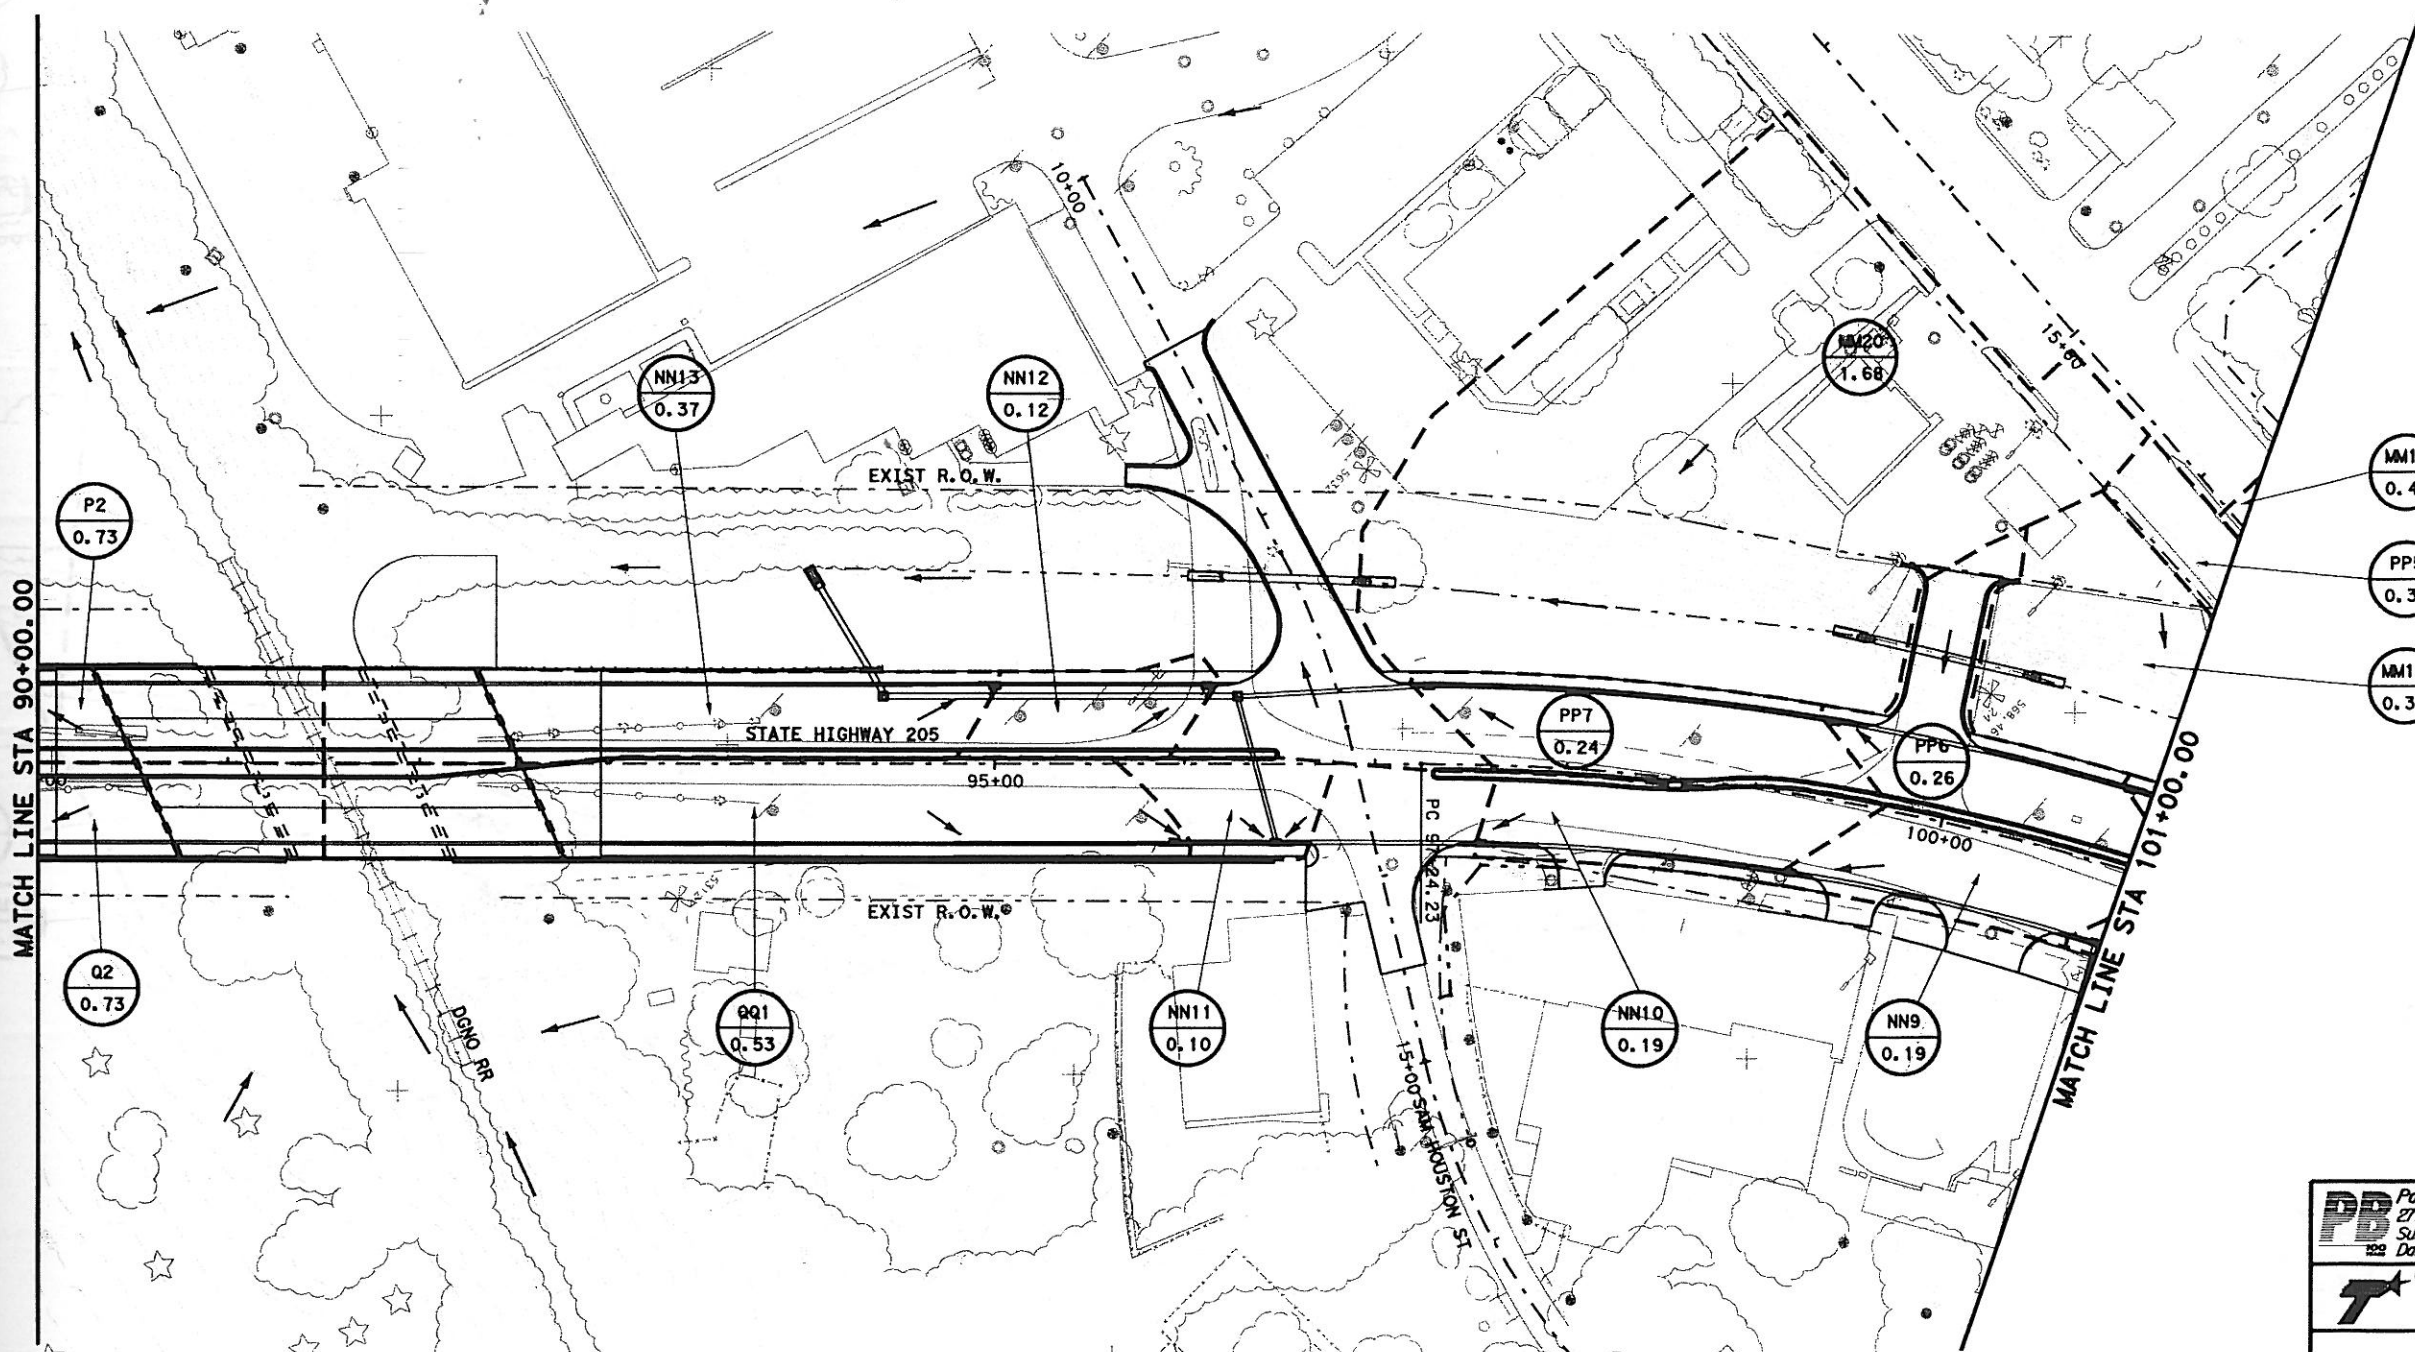 10+00
15+00
MM20
1.68
NN13
0.37
NN12
0.12
EXIST R.O.W.
P2
0.73
MATCH LINE STA 90+00.00
STATE HIGHWAY 205
95+00
PP7
0.24
PP6
0.26
100+00
MATCH LINE STA 101+00.00
EXIST R.O.W.
Q2
0.73
DGNO RR
QQ1
0.53
NN11
0.10
NN10
0.19
NN9
0.19
15+00
SAM HOUSTON ST
PB
100
YEARS